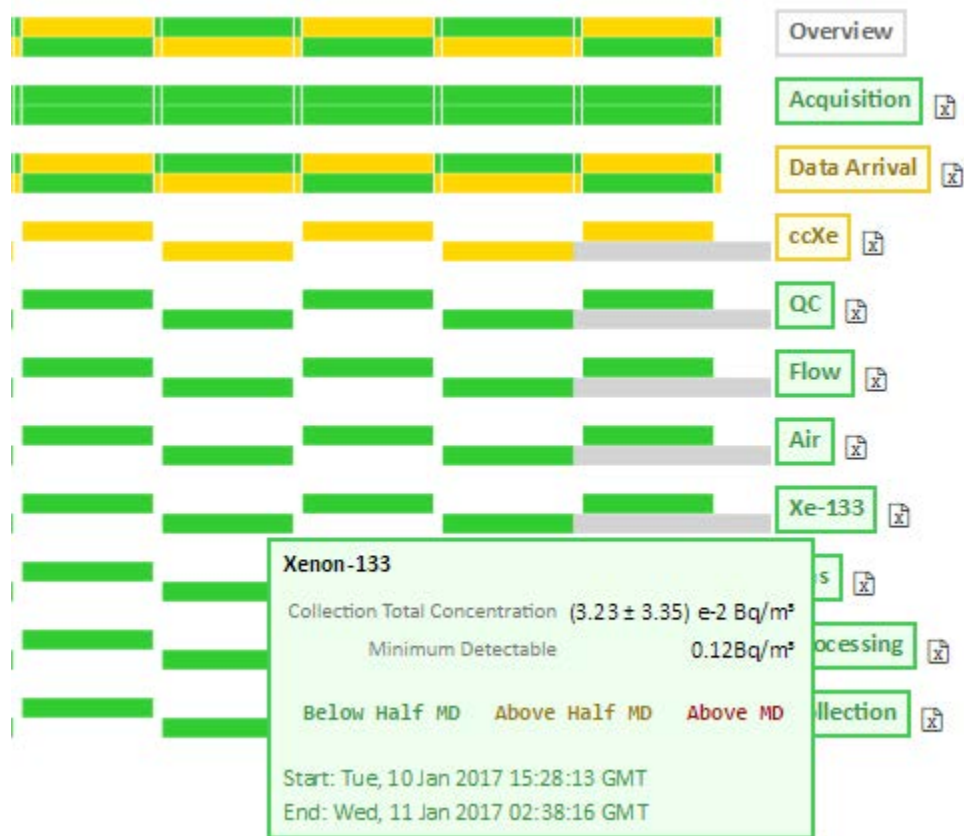 Overview
Acquisition
Data Arrival
ccXe
QC
Flow
Air
Xe-133
Xenon-133
Collection Total Concentration (3.23 ± 3.35) e-2 Bq/m³
Minimum Detectable 0.12Bq/m³
Below Half MD Above Half MD Above MD
Start: Tue, 10 Jan 2017 15:28:13 GMT
End: Wed, 11 Jan 2017 02:38:16 GMT